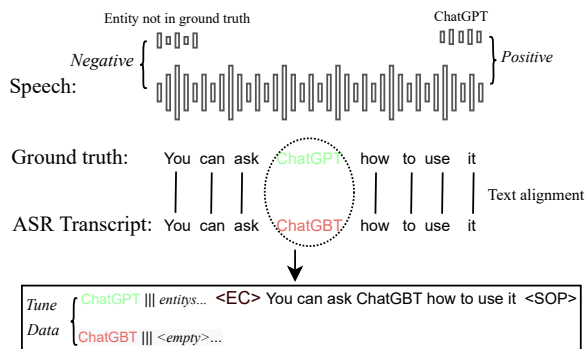 Entity not in ground truth
ChatGPT
Negative
Positive
Speech:
Ground truth: You can ask ChatGPT how to use it
Text alignment
ASR Transcript: You can ask ChatGBT how to use it
Tune Data
ChatGPT ||| entitys... <EC> You can ask ChatGBT how to use it <SOP>
ChatGBT ||| <empty>...